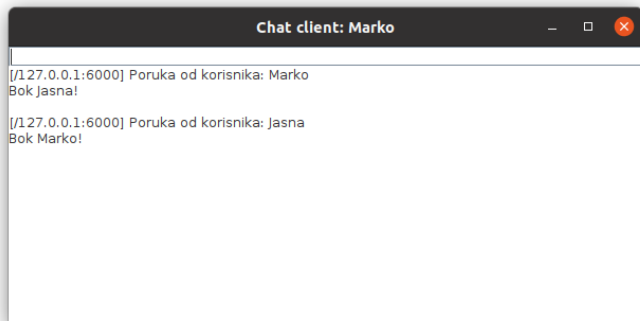 Chat client: Marko
[/127.0.0.1:6000] Poruka od korisnika: Marko
Bok Jasna!
[/127.0.0.1:6000] Poruka od korisnika: Jasna
Bok Marko!